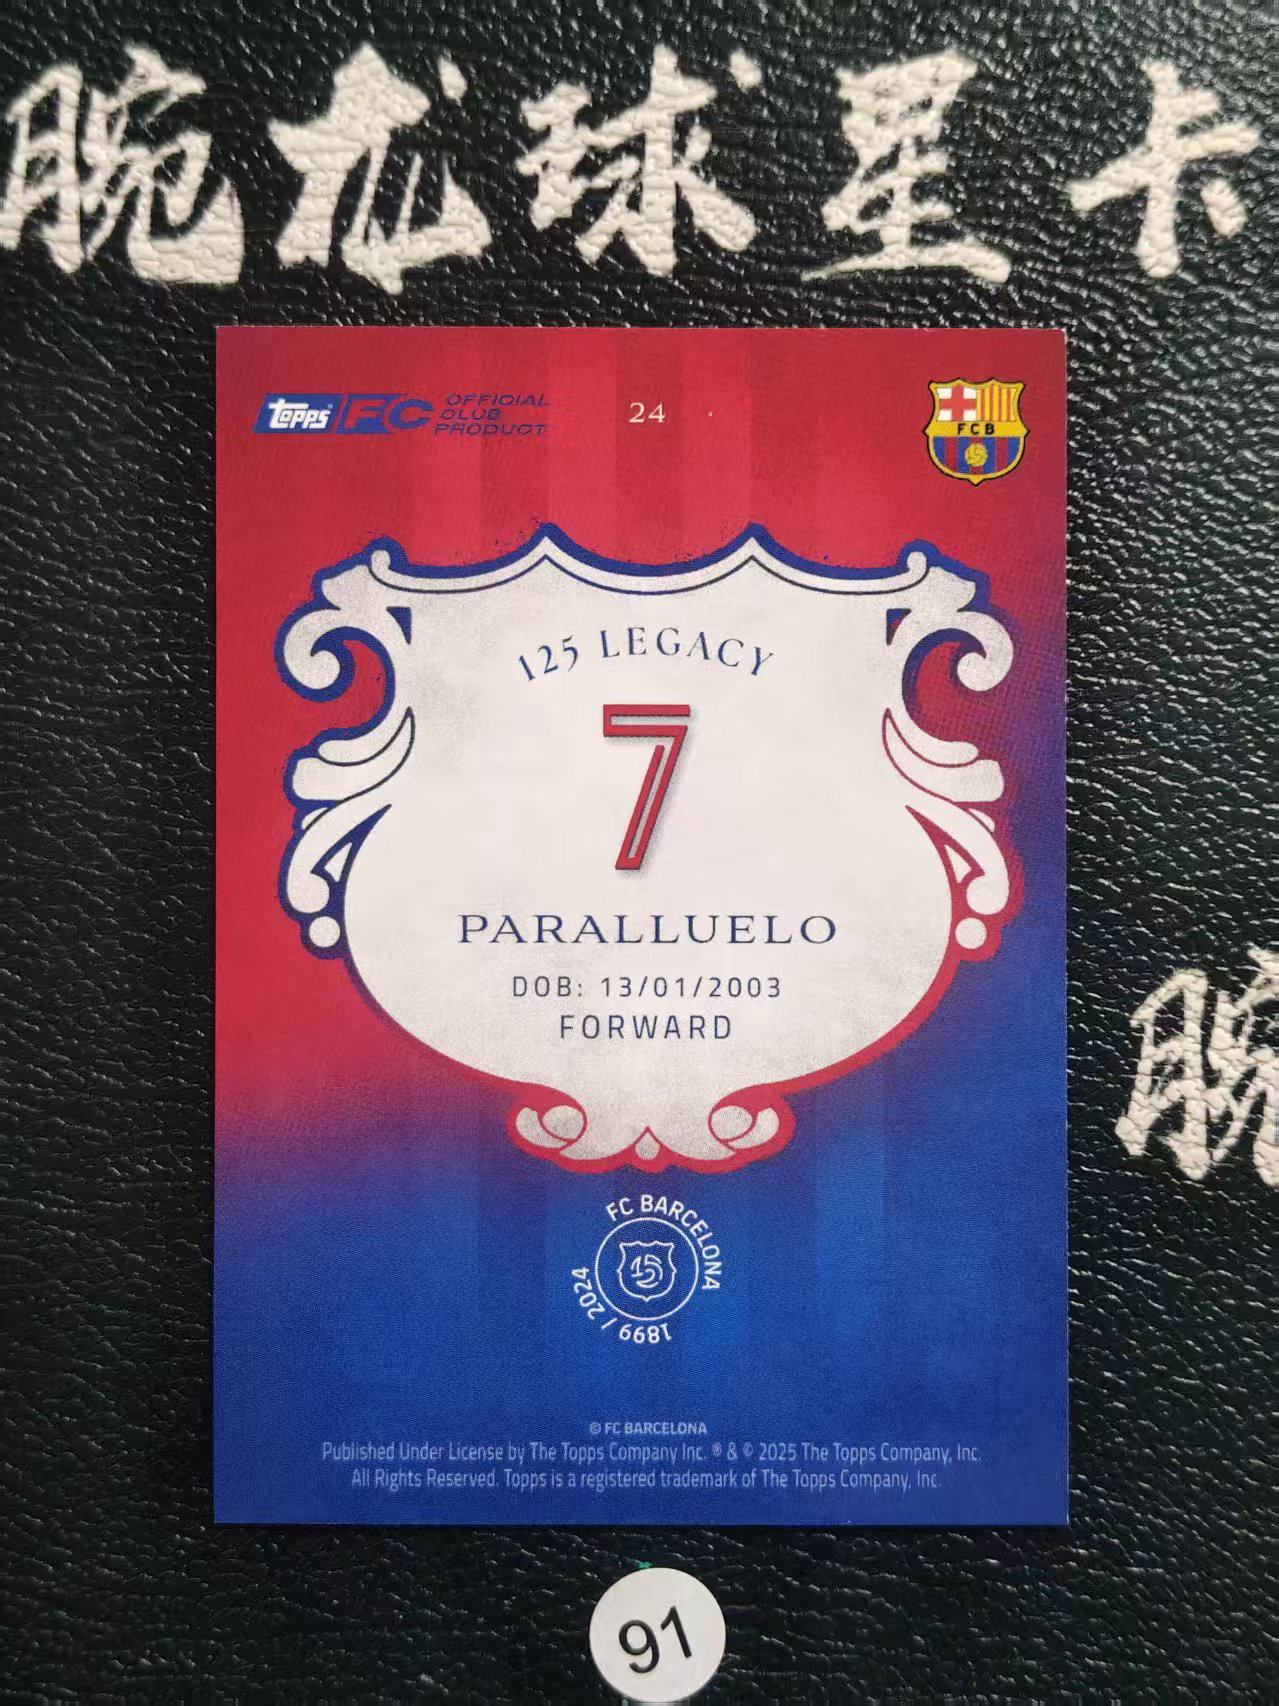 腕龙球星卡
topps FC OFFICIAL CLUB PRODUCT
24
FCB
125 LEGACY
7
PARALLUELO
DOB: 13/01/2003
FORWARD
FC BARCELONA
125
1899 / 2024
© FC BARCELONA
Published Under License by The Topps Company Inc. ® & © 2025 The Topps Company, Inc.
All Rights Reserved. Topps is a registered trademark of The Topps Company, Inc.
腕
91